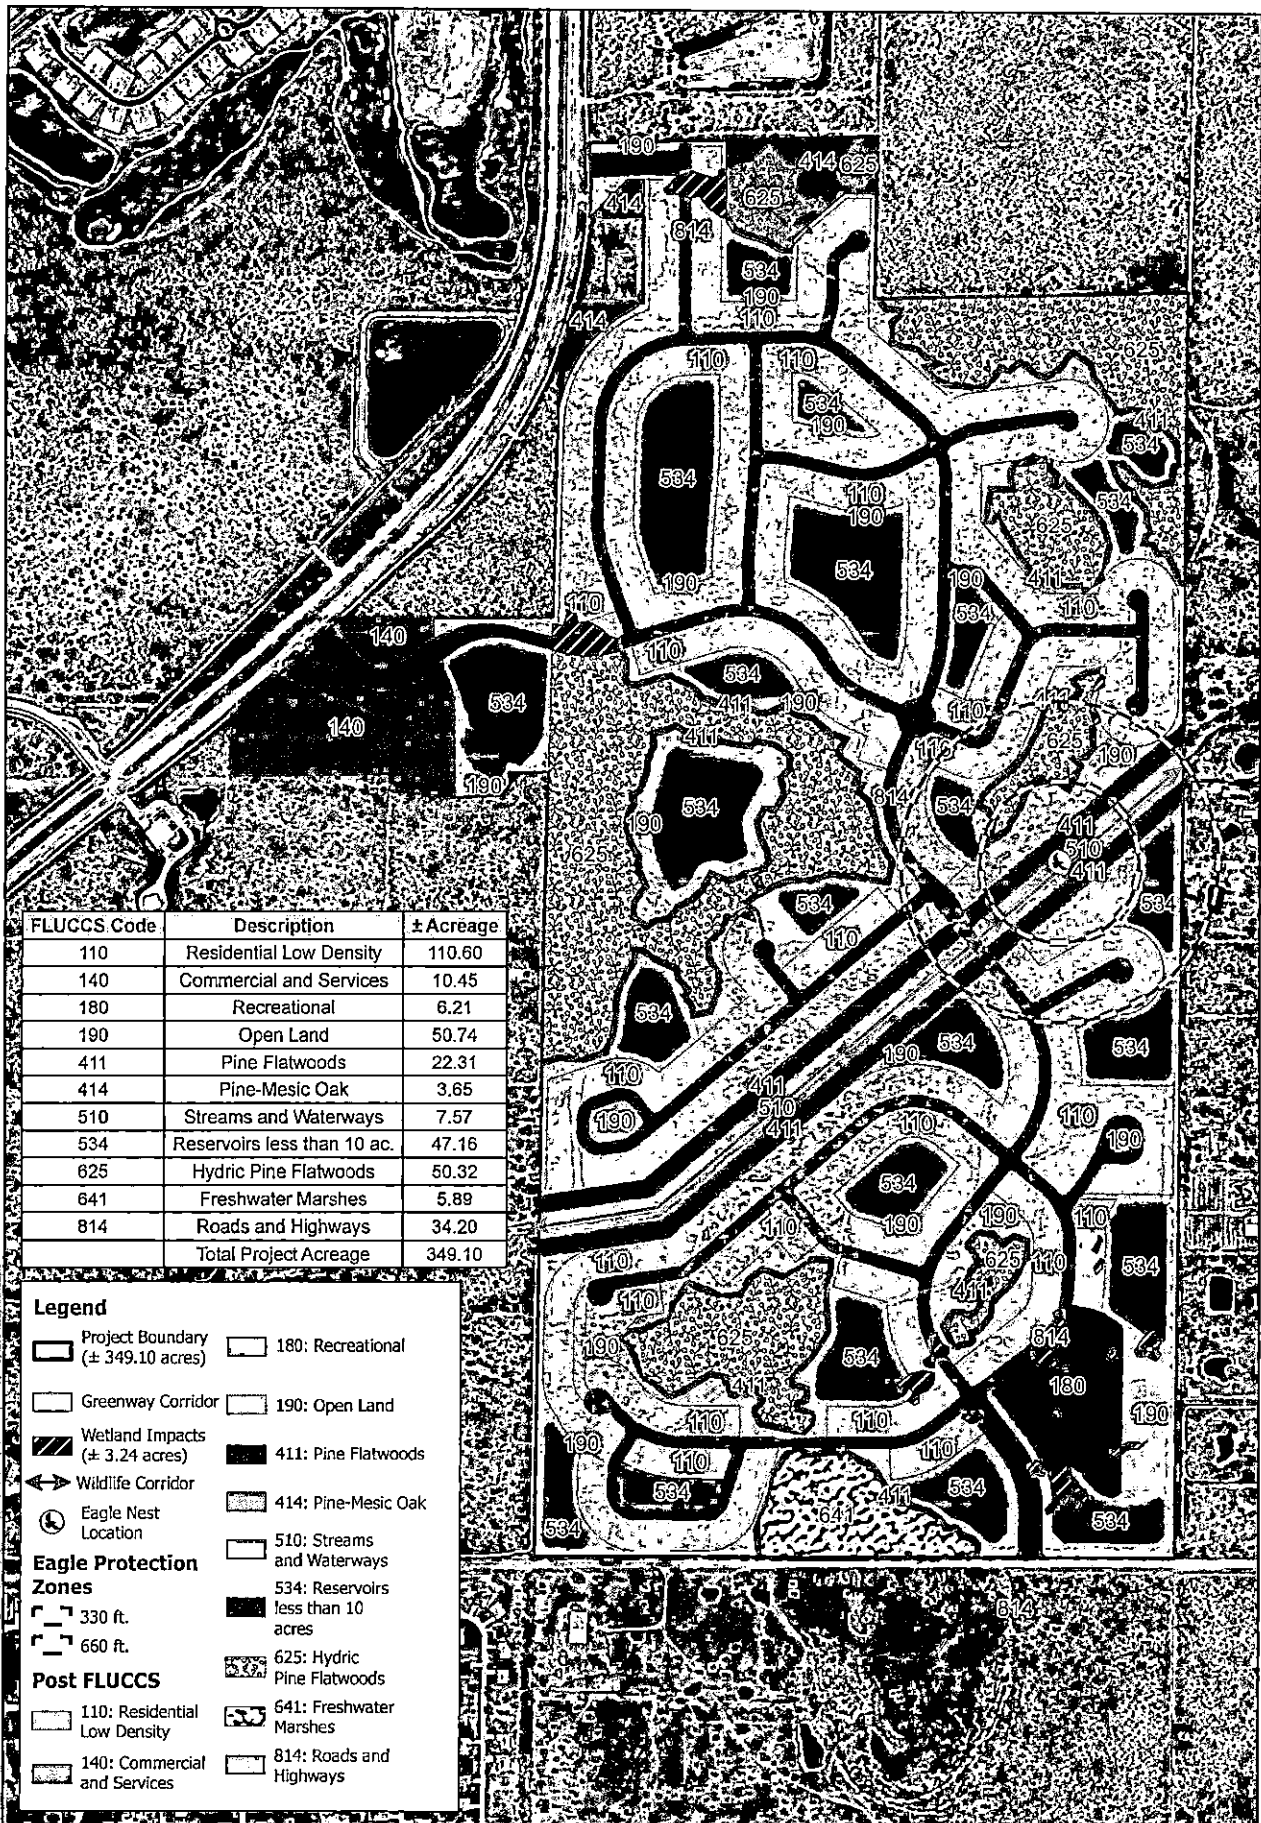 190
414
625
625
414
814
534
190
110
414
110
110
625
534
190
411
534
534
534
110
190
625
534
190
534
411
110
190
110
140
110
534
411
190
534
110
411
625
190
140
190
411
116
534
814
534
190
625
411
510
411
534
534
110
534
190
534
534
110
411
510
411
190
110
110
190
534
190
110
190
110
625
411
110
534
110
110
190
625
534
411
614
180
190
110
110
190
110
110
534
534
641
411
534
534
814
FLUCCS Code Description ± Acreage
110 Residential Low Density 110.60
140 Commercial and Services 10.45
180 Recreational 6.21
190 Open Land 50.74
411 Pine Flatwoods 22.31
414 Pine-Mesic Oak 3.65
510 Streams and Waterways 7.57
534 Reservoirs less than 10 ac. 47.16
625 Hydric Pine Flatwoods 50.32
641 Freshwater Marshes 5.89
814 Roads and Highways 34.20
Total Project Acreage 349.10
Legend
Project Boundary
(± 349.10 acres)
Greenway Corridor
Wetland Impacts
(± 3.24 acres)
Wildlife Corridor
Eagle Nest
Location
Eagle Protection
Zones
330 ft.
660 ft.
Post FLUCCS
110: Residential
Low Density
140: Commercial
and Services
180: Recreational
190: Open Land
411: Pine Flatwoods
414: Pine-Mesic Oak
510: Streams
and Waterways
534: Reservoirs
less than 10
acres
625: Hydric
Pine Flatwoods
641: Freshwater
Marshes
814: Roads and
Highways